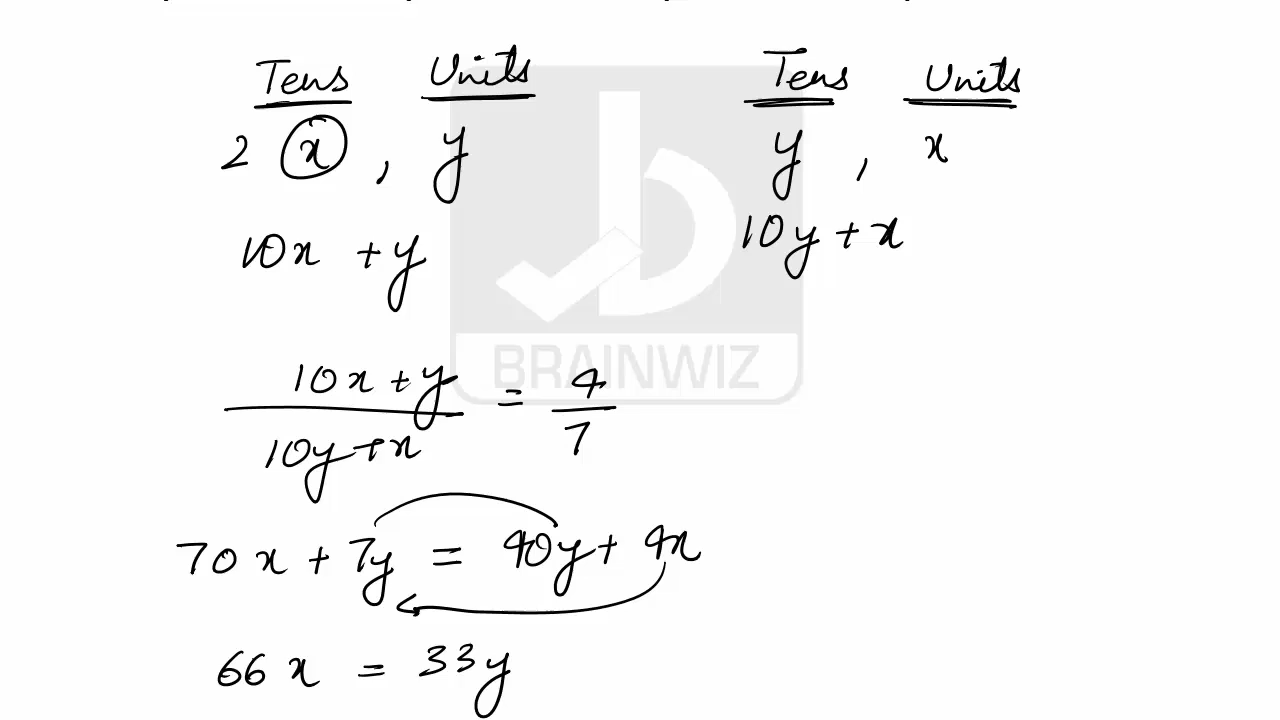 Tens Units Tens Units
2 x , y y , x
10x + y 10y + x
BRAINWIZ
10x + y / 10y + x = 4 / 7
70x + 7y = 40y + 4x
66x = 33y